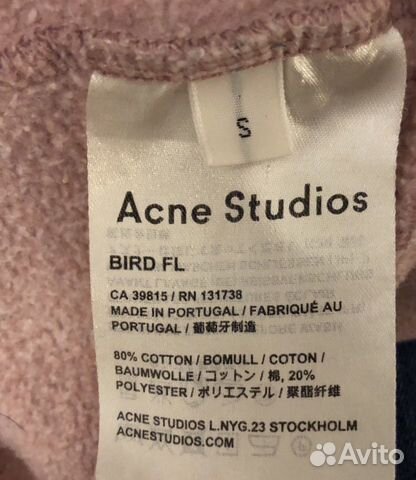 S
Acne Studios
BIRD FL
CA 39815 / RN 131738
MADE IN PORTUGAL / FABRIQUÉ AU
PORTUGAL / 葡萄牙制造
80% COTTON / BOMULL / COTON /
BAUMWOLLE / コットン / 棉, 20%
POLYESTER / ポリエステル / 聚酯纤维
ACNE STUDIOS L.NYG.23 STOCKHOLM
ACNESTUDIOS.COM
Avito